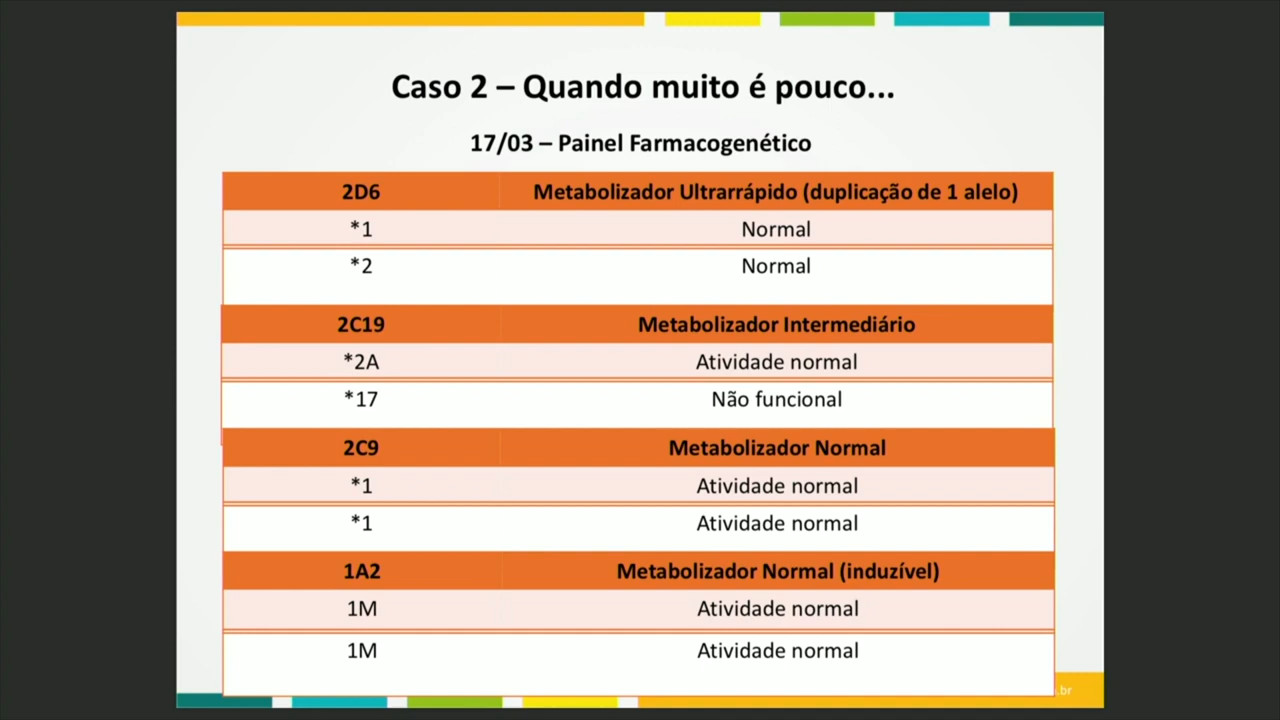 Caso 2 – Quando muito é pouco...
17/03 – Painel Farmacogenético
2D6 Metabolizador Ultrarrápido (duplicação de 1 alelo)
*1 Normal
*2 Normal
2C19 Metabolizador Intermediário
*2A Atividade normal
*17 Não funcional
2C9 Metabolizador Normal
*1 Atividade normal
*1 Atividade normal
1A2 Metabolizador Normal (induzível)
1M Atividade normal
1M Atividade normal
.br